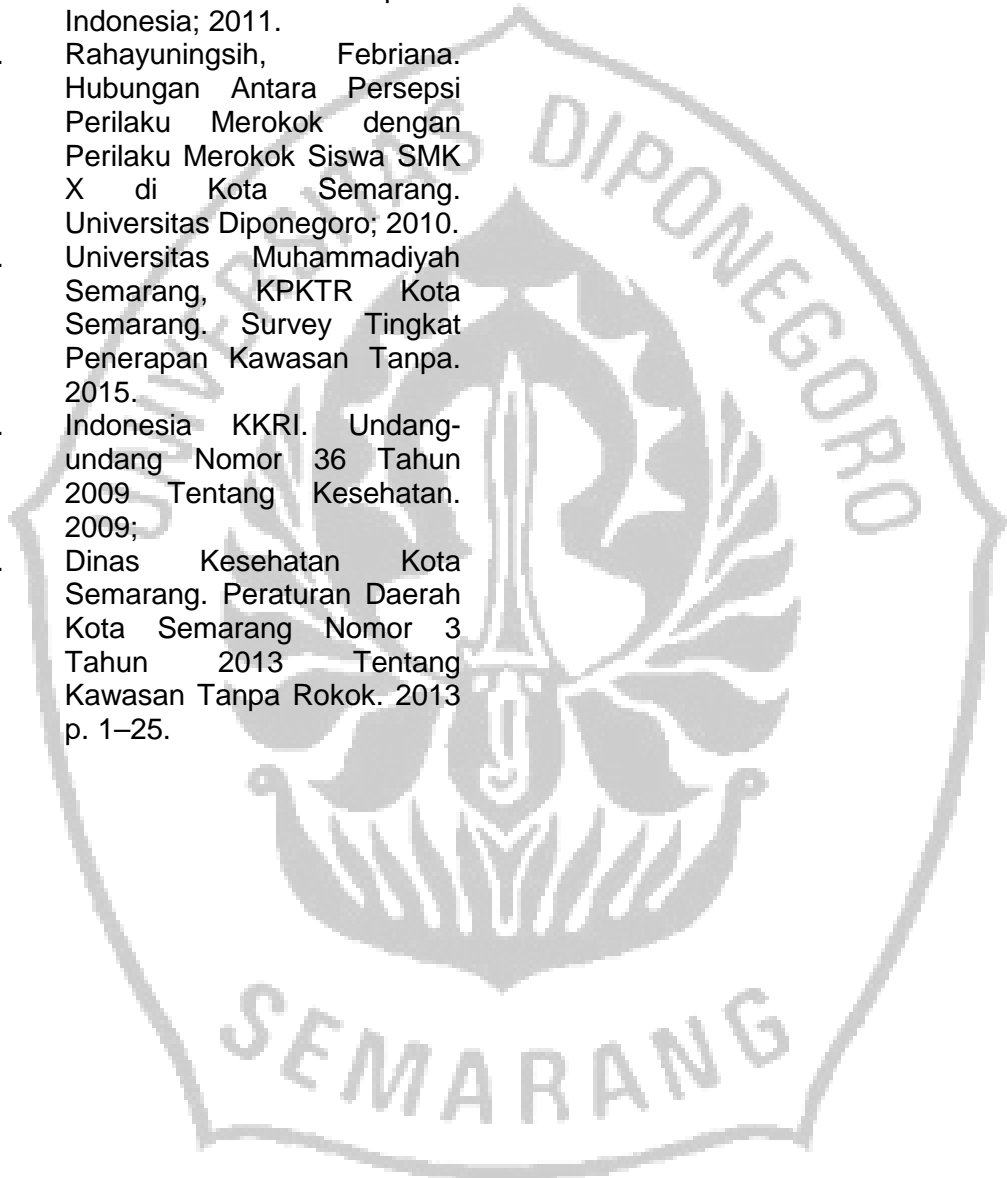 Indonesia; 2011.
. Rahayuningsih, Febriana.
Hubungan Antara Persepsi
Perilaku Merokok dengan
Perilaku Merokok Siswa SMK
X di Kota Semarang.
Universitas Diponegoro; 2010.
. Universitas Muhammadiyah
Semarang, KPKTR Kota
Semarang. Survey Tingkat
Penerapan Kawasan Tanpa.
2015.
. Indonesia KKRI. Undang-
undang Nomor 36 Tahun
2009 Tentang Kesehatan.
2009;
. Dinas Kesehatan Kota
Semarang. Peraturan Daerah
Kota Semarang Nomor 3
Tahun 2013 Tentang
Kawasan Tanpa Rokok. 2013
p. 1–25.
UNIVERSITAS DIPONEGORO
SEMARANG